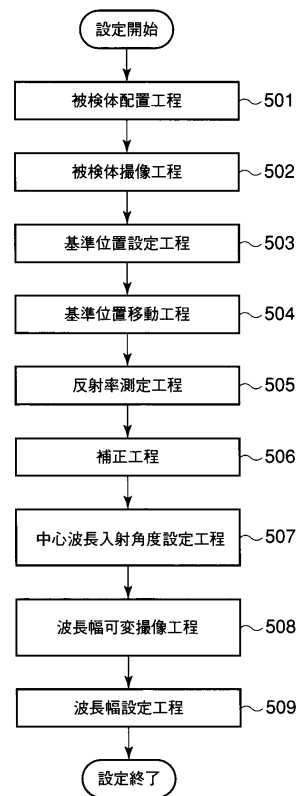 設定開始
被検体配置工程 501
被検体撮像工程 502
基準位置設定工程 503
基準位置移動工程 504
反射率測定工程 505
補正工程 506
中心波長入射角度設定工程 507
波長幅可変撮像工程 508
波長幅設定工程 509
設定終了